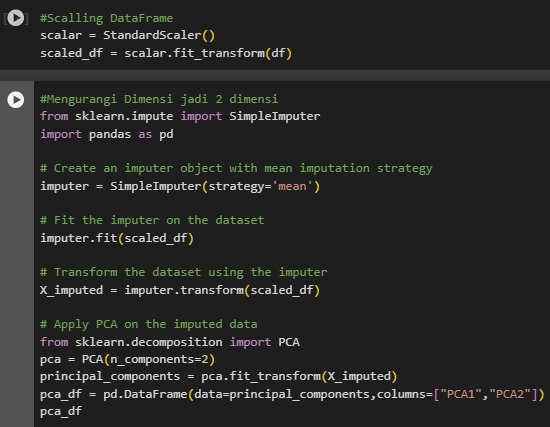 #Scalling DataFrame
scalar = StandardScaler()
scaled_df = scalar.fit_transform(df)
#Mengurangi Dimensi jadi 2 dimensi
from sklearn.impute import SimpleImputer
import pandas as pd
# Create an imputer object with mean imputation strategy
imputer = SimpleImputer(strategy='mean')
# Fit the imputer on the dataset
imputer.fit(scaled_df)
# Transform the dataset using the imputer
X_imputed = imputer.transform(scaled_df)
# Apply PCA on the imputed data
from sklearn.decomposition import PCA
pca = PCA(n_components=2)
principal_components = pca.fit_transform(X_imputed)
pca_df = pd.DataFrame(data=principal_components,columns=["PCA1","PCA2"])
pca_df